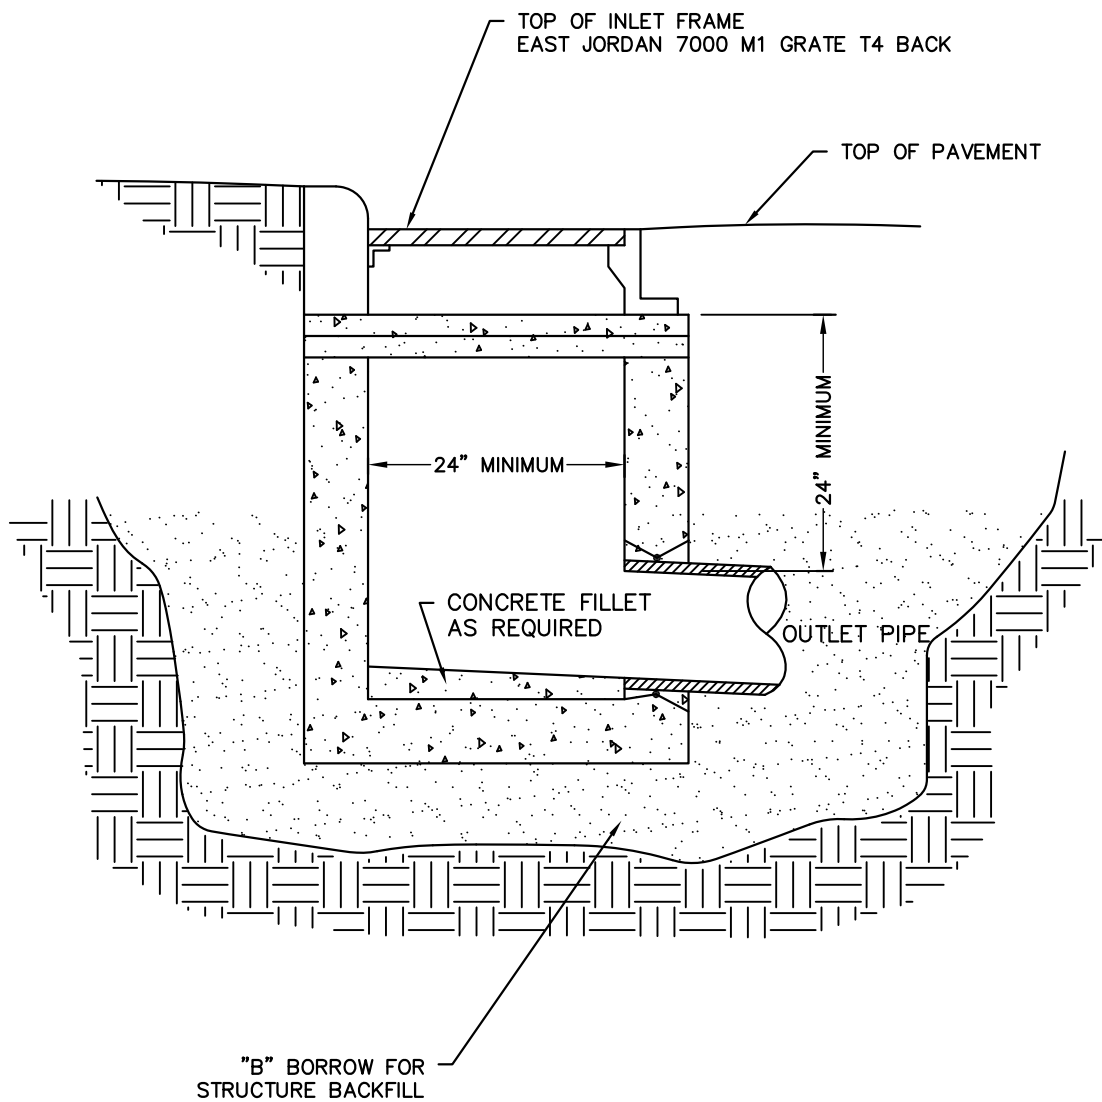 TOP OF INLET FRAME
EAST JORDAN 7000 M1 GRATE T4 BACK
TOP OF PAVEMENT
24” MINIMUM
24” MINIMUM
CONCRETE FILLET
AS REQUIRED
OUTLET PIPE
”B” BORROW FOR
STRUCTURE BACKFILL